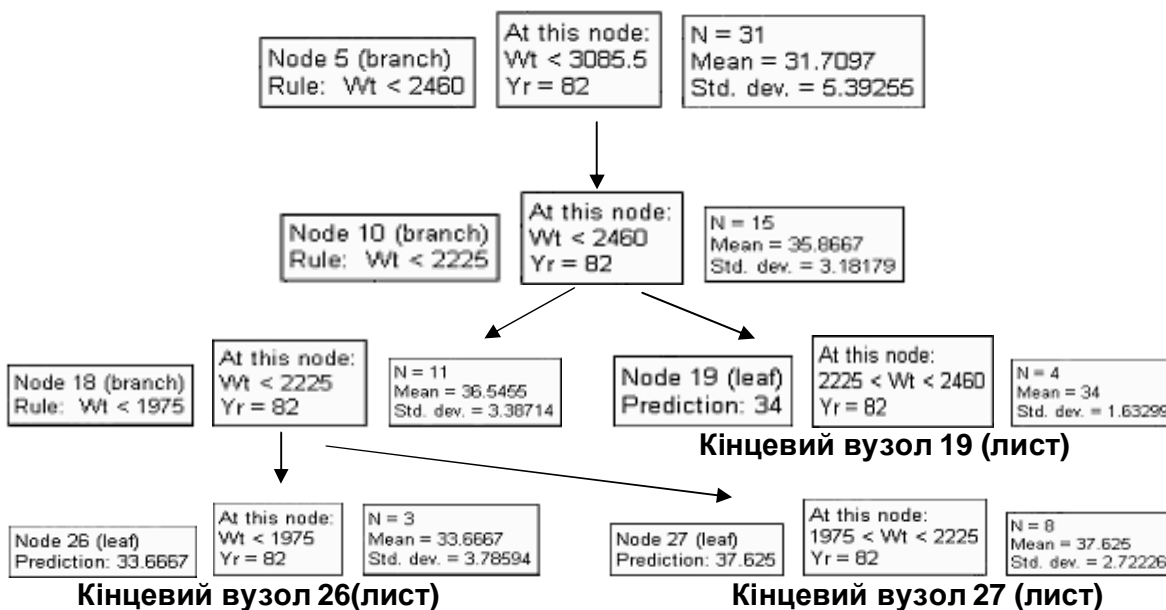 Node 5 (branch)
Rule: Wt < 2460
At this node:
Wt < 3085.5
Yr = 82
N = 31
Mean = 31.7097
Std. dev. = 5.39255
Node 10 (branch)
Rule: Wt < 2225
At this node:
Wt < 2460
Yr = 82
N = 15
Mean = 35.8667
Std. dev. = 3.18179
Node 18 (branch)
Rule: Wt < 1975
At this node:
Wt < 2225
Yr = 82
N = 11
Mean = 36.5455
Std. dev. = 3.38714
Node 19 (leaf)
Prediction: 34
At this node:
2225 < Wt < 2460
Yr = 82
N = 4
Mean = 34
Std. dev. = 1.63299
Кінцевий вузол 19 (лист)
Node 26 (leaf)
Prediction: 33.6667
At this node:
Wt < 1975
Yr = 82
N = 3
Mean = 33.6667
Std. dev. = 3.78594
Кінцевий вузол 26(лист)
Node 27 (leaf)
Prediction: 37.625
At this node:
1975 < Wt < 2225
Yr = 82
N = 8
Mean = 37.625
Std. dev. = 2.72226
Кінцевий вузол 27 (лист)